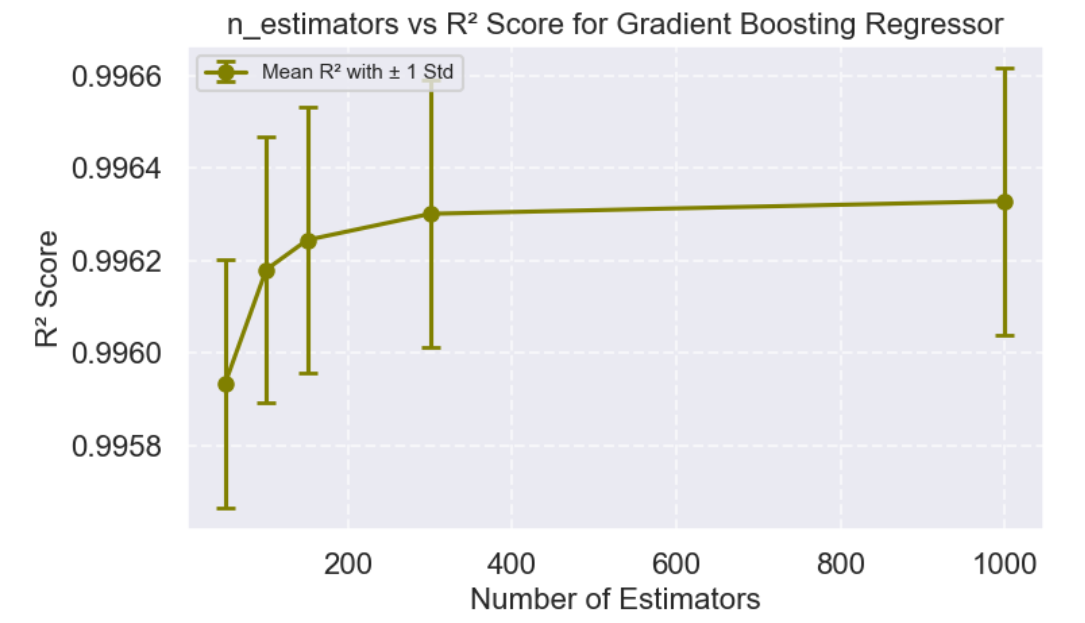 n_estimators vs R² Score for Gradient Boosting Regressor
Mean R² with ± 1 Std
0.9966
0.9964
0.9962
0.9960
0.9958
R² Score
200 400 600 800 1000
Number of Estimators